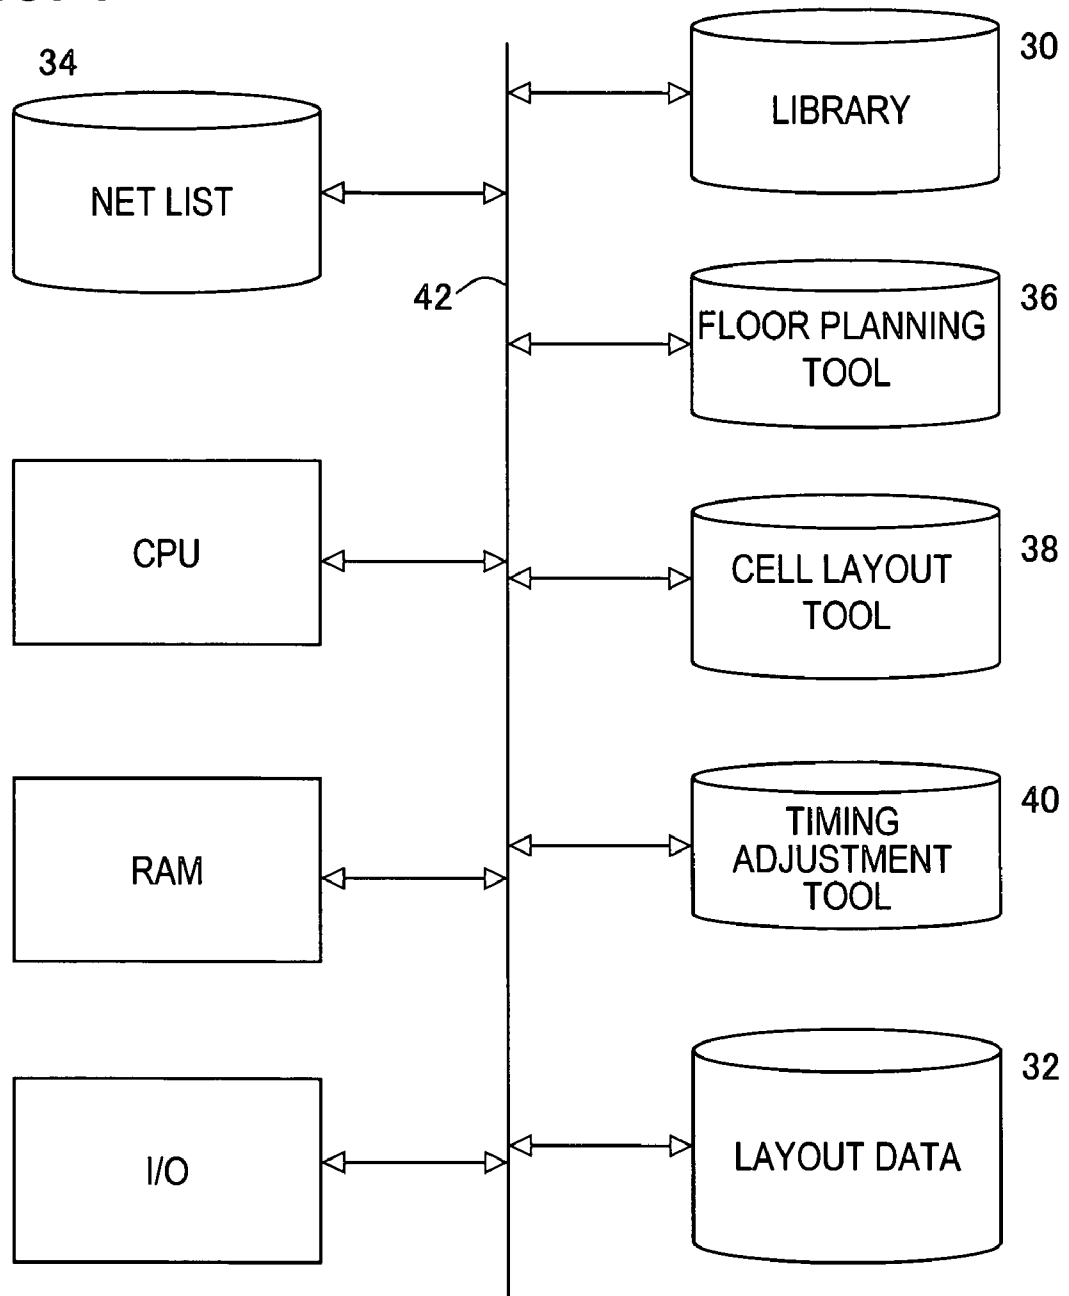 34
NET LIST
30
LIBRARY
42
36
FLOOR PLANNING
TOOL
CPU
38
CELL LAYOUT
TOOL
RAM
40
TIMING
ADJUSTMENT
TOOL
I/O
32
LAYOUT DATA